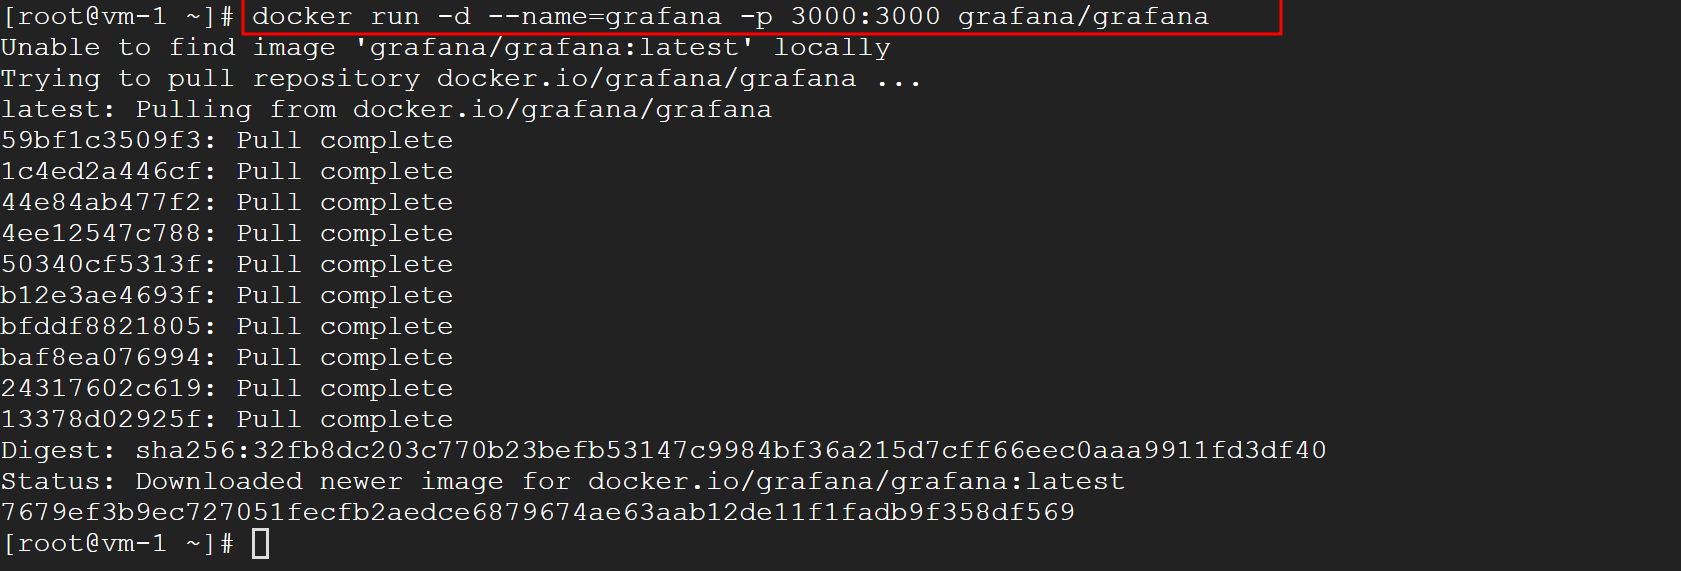 [root@vm-1 ~]# docker run -d --name=grafana -p 3000:3000 grafana/grafana
Unable to find image 'grafana/grafana:latest' locally
Trying to pull repository docker.io/grafana/grafana ...
latest: Pulling from docker.io/grafana/grafana
59bf1c3509f3: Pull complete
1c4ed2a446cf: Pull complete
44e84ab477f2: Pull complete
4ee12547c788: Pull complete
50340cf5313f: Pull complete
b12e3ae4693f: Pull complete
bfddf8821805: Pull complete
baf8ea076994: Pull complete
24317602c619: Pull complete
13378d02925f: Pull complete
Digest: sha256:32fb8dc203c770b23befb53147c9984bf36a215d7cff66eec0aaa9911fd3df40
Status: Downloaded newer image for docker.io/grafana/grafana:latest
7679ef3b9ec727051fecfb2aedce6879674ae63aab12de11f1fadb9f358df569
[root@vm-1 ~]#